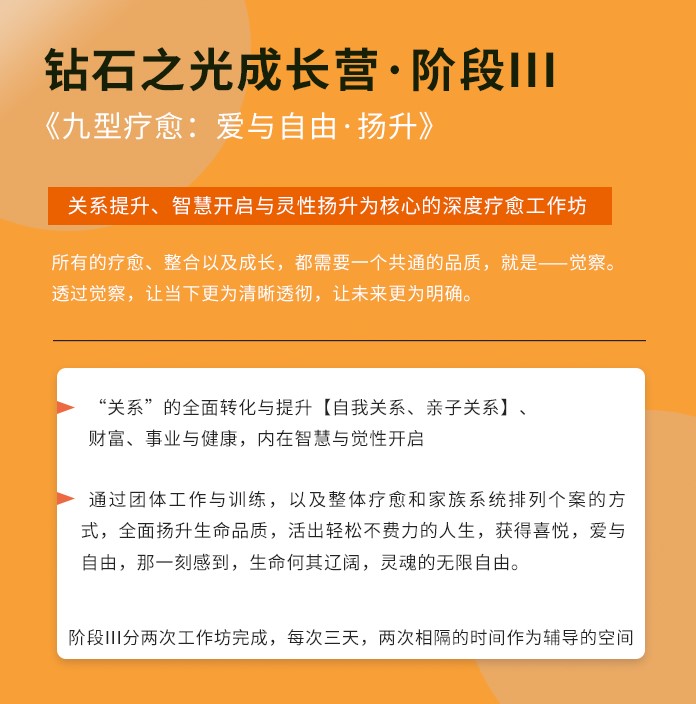 钻石之光成长营·阶段III
《九型疗愈：爱与自由·扬升》
关系提升、智慧开启与灵性扬升为核心的深度疗愈工作坊
所有的疗愈、整合以及成长，都需要一个共通的品质，就是——觉察。
透过觉察，让当下更为清晰透彻，让未来更为明确。
“关系”的全面转化与提升【自我关系、亲子关系】、
财富、事业与健康，内在智慧与觉性开启
通过团体工作与训练，以及整体疗愈和家族系统排列个案的方
式，全面扬升生命品质，活出轻松不费力的人生，获得喜悦，爱与
自由，那一刻感到，生命何其辽阔，灵魂的无限自由。
阶段III分两次工作坊完成，每次三天，两次相隔的时间作为辅导的空间